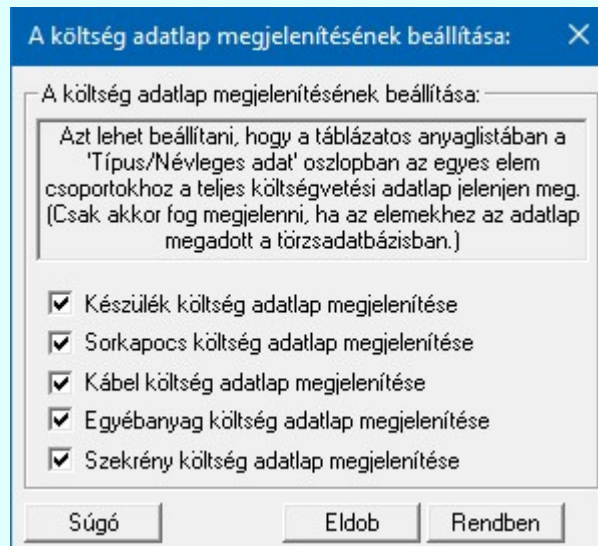 A költség adatlap megjelenítésének beállítása:
A költség adatlap megjelenítésének beállítása:
Azt lehet beállítani, hogy a táblázatos anyaglistában a
'Típus/Névleges adat' oszlopban az egyes elem
csoportokhoz a teljes költségvetési adatlap jelenjen meg.
(Csak akkor fog megjelenni, ha az elemekhez az adatlap
megadott a törzsadatbázisban.)
Készülék költség adatlap megjelenítése
Sorkapocs költség adatlap megjelenítése
Kábel költség adatlap megjelenítése
Egyébanyag költség adatlap megjelenítése
Szekrény költség adatlap megjelenítése
Súgó Eldob Rendben